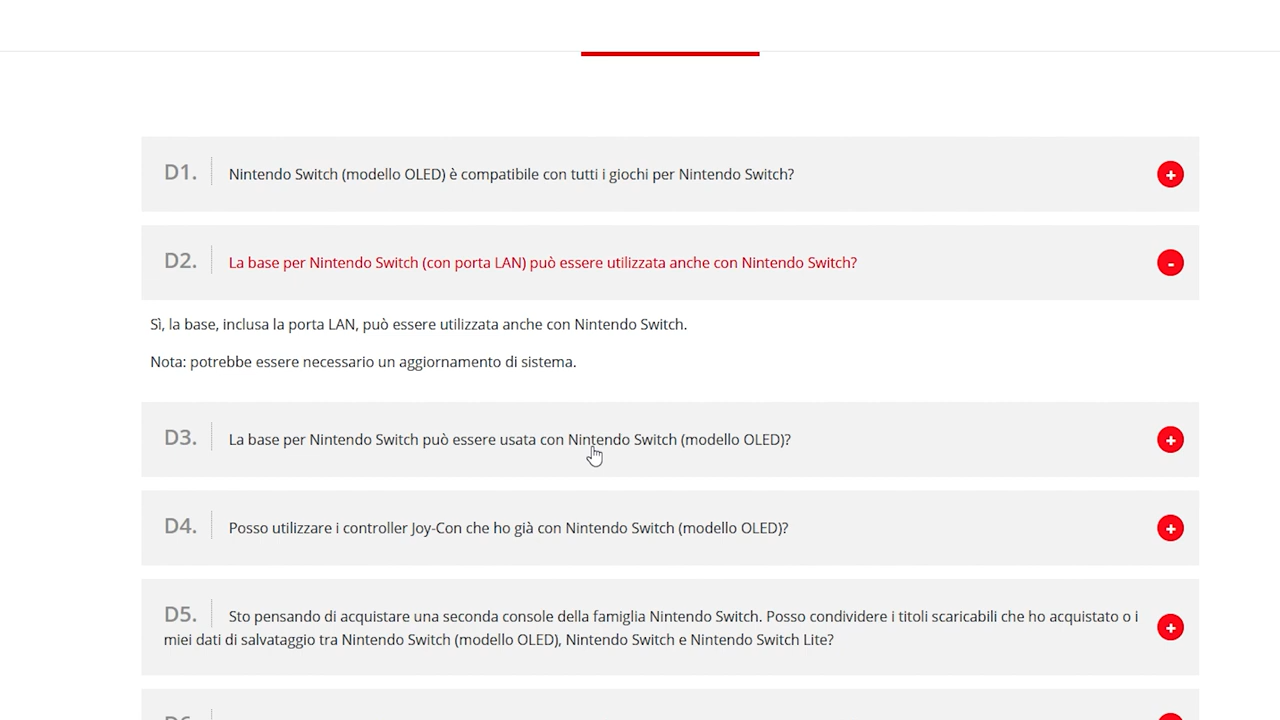 D1. Nintendo Switch (modello OLED) è compatibile con tutti i giochi per Nintendo Switch? +
D2. La base per Nintendo Switch (con porta LAN) può essere utilizzata anche con Nintendo Switch? -
Sì, la base, inclusa la porta LAN, può essere utilizzata anche con Nintendo Switch.
Nota: potrebbe essere necessario un aggiornamento di sistema.
D3. La base per Nintendo Switch può essere usata con Nintendo Switch (modello OLED)? +
D4. Posso utilizzare i controller Joy-Con che ho già con Nintendo Switch (modello OLED)? +
D5. Sto pensando di acquistare una seconda console della famiglia Nintendo Switch. Posso condividere i titoli scaricabili che ho acquistato o i
miei dati di salvataggio tra Nintendo Switch (modello OLED), Nintendo Switch e Nintendo Switch Lite? +